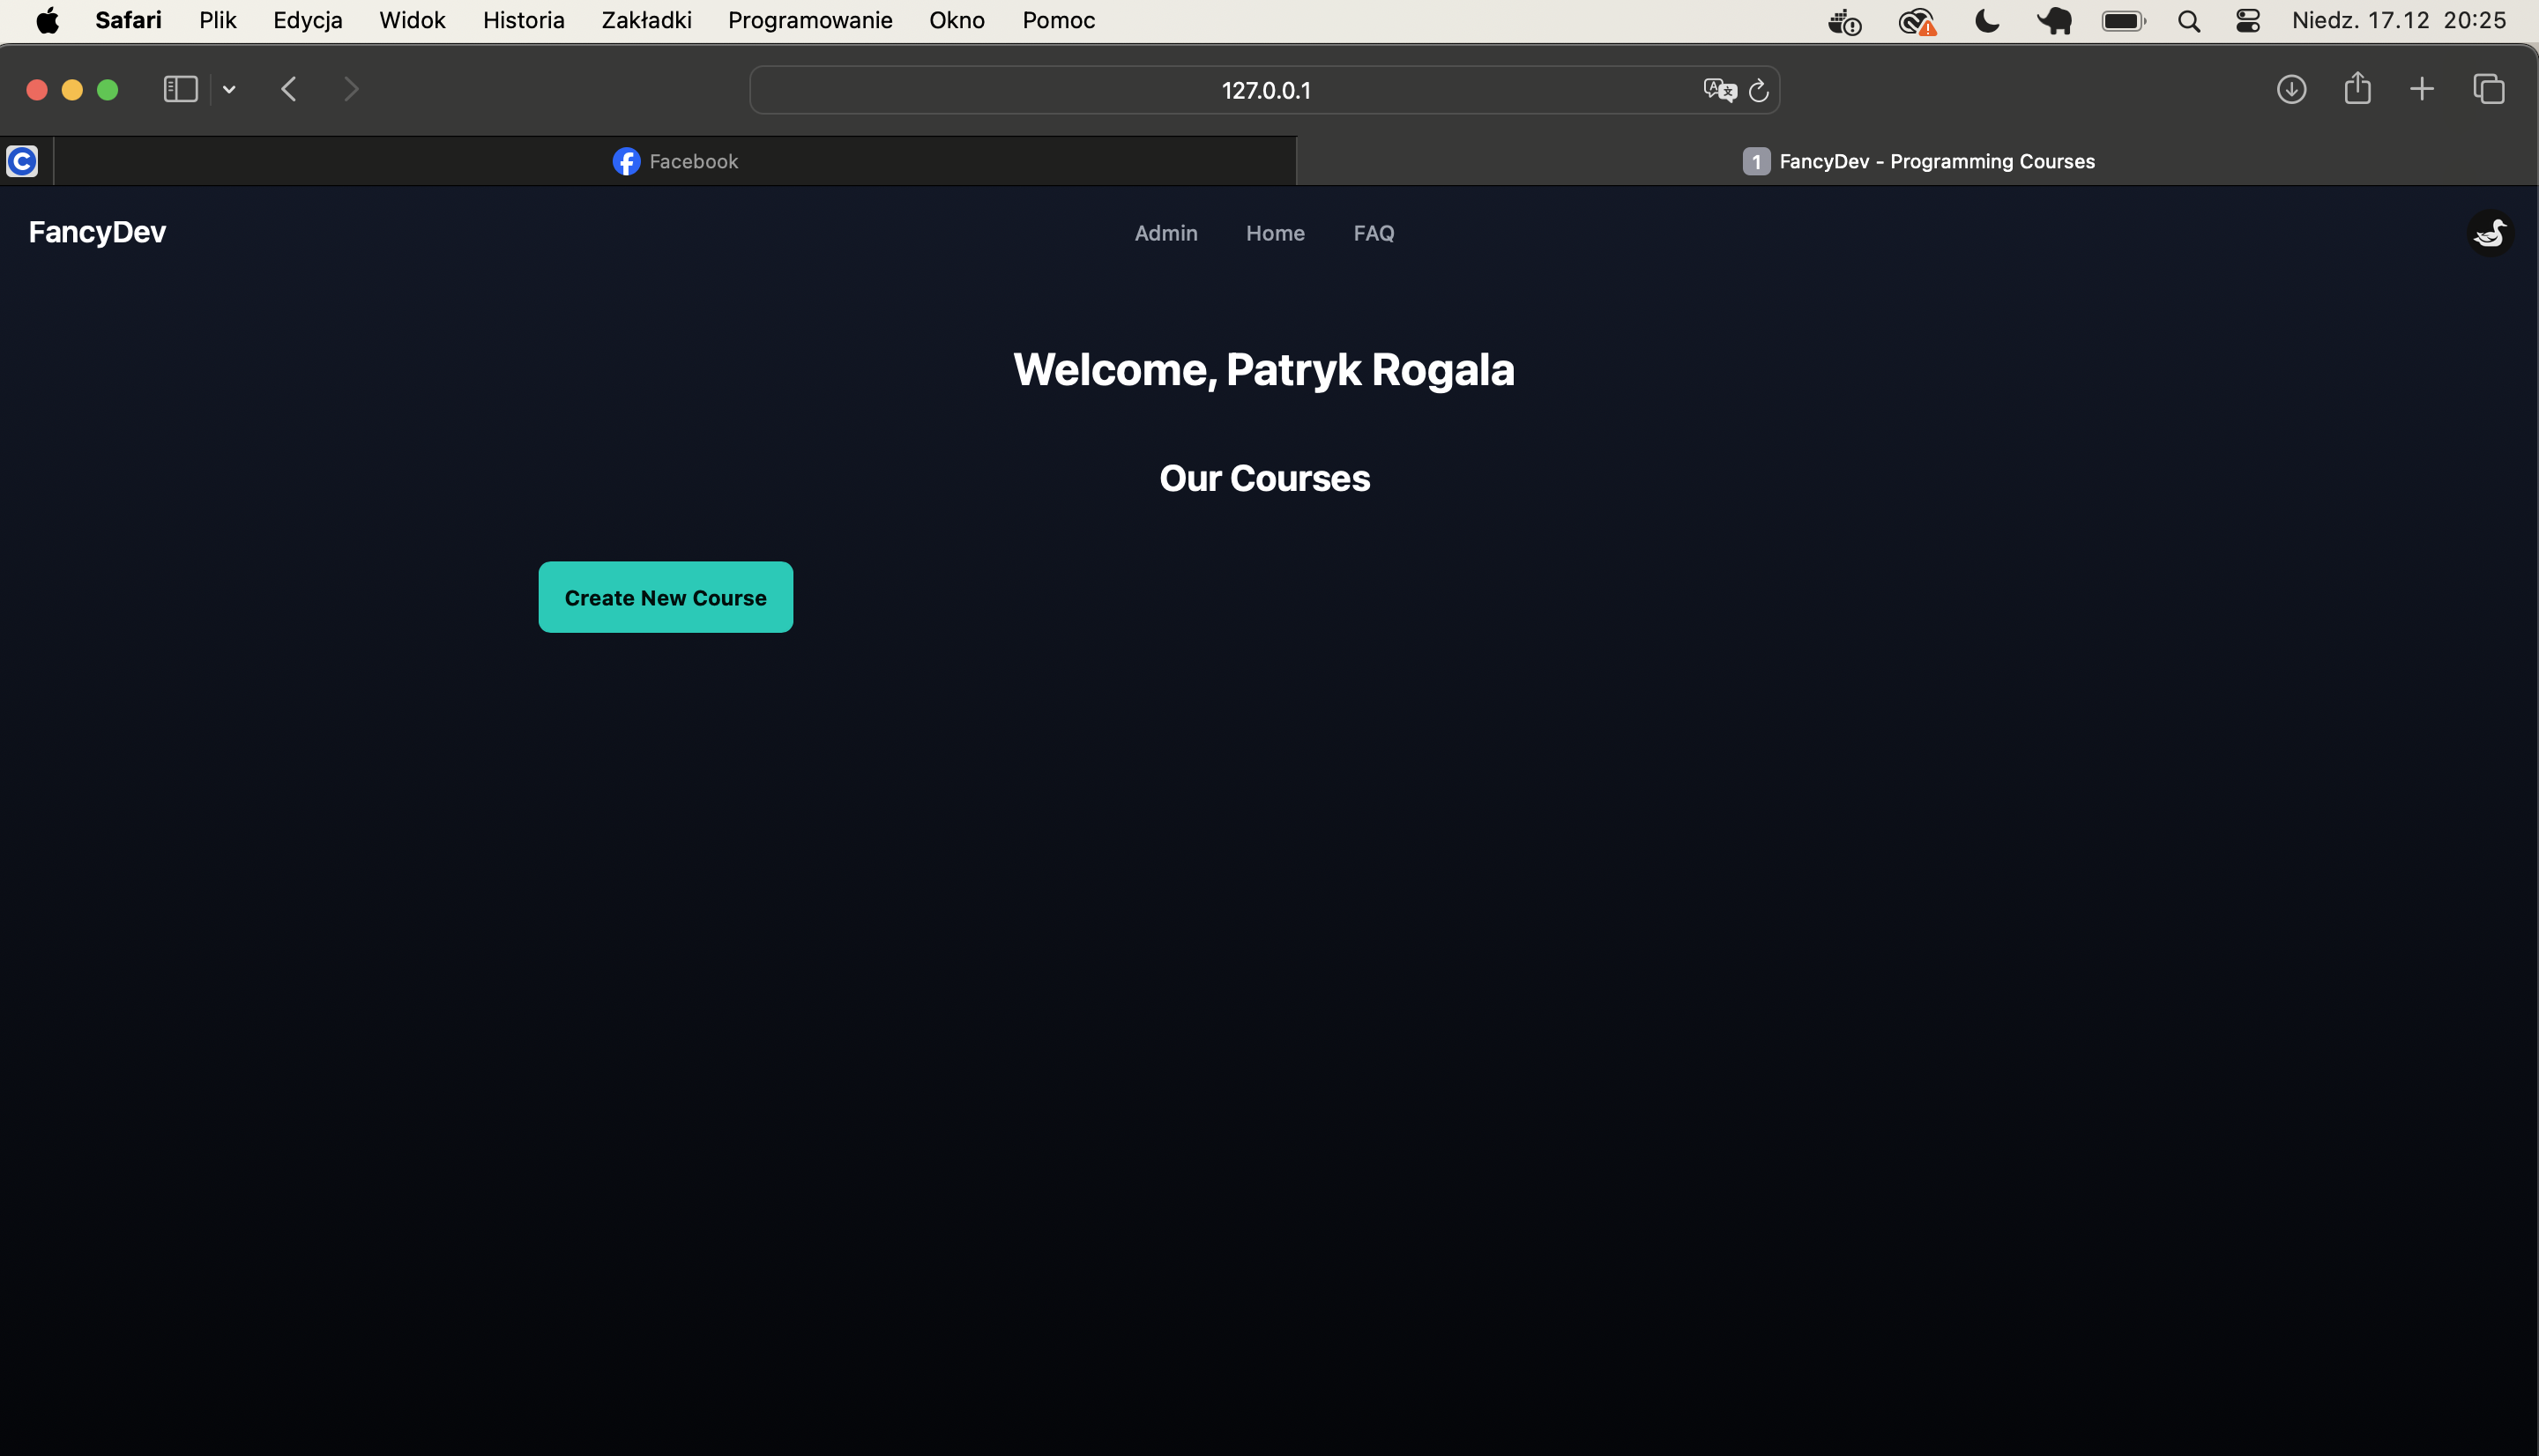 Safari Plik Edycja Widok Historia Zakładki Programowanie Okno Pomoc Niedz. 17.12 20:25
127.0.0.1
C Facebook 1 FancyDev - Programming Courses
FancyDev Admin Home FAQ
Welcome, Patryk Rogala
Our Courses
Create New Course